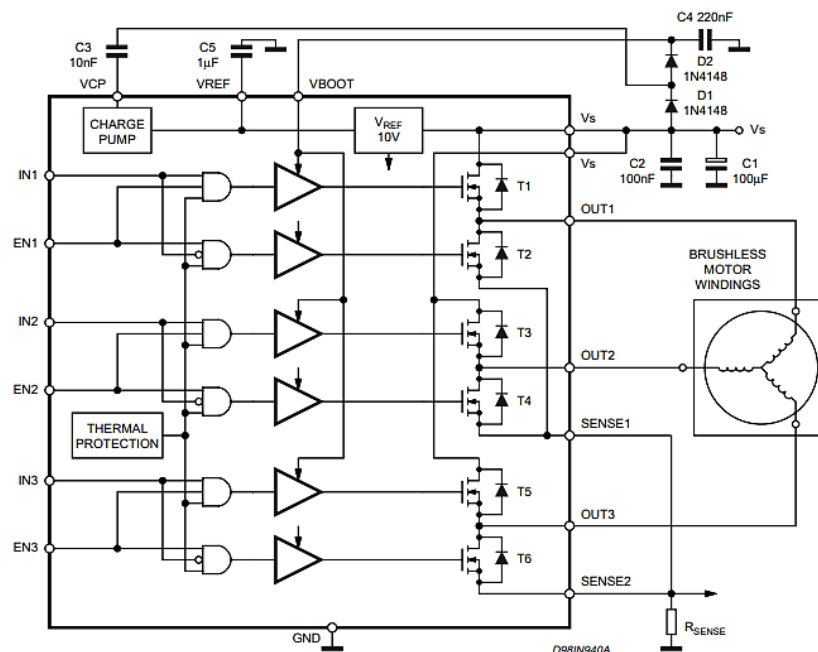 C4 220nF
C3
10nF
C5
1μF
D2
1N4148
VCP
VREF
VBOOT
D1
1N4148
CHARGE
PUMP
VREF
10V
Vs
Vs
Vs
C2
100nF
C1
100μF
IN1
T1
OUT1
EN1
T2
BRUSHLESS
MOTOR
WINDINGS
IN2
T3
OUT2
EN2
T4
THERMAL
PROTECTION
SENSE1
IN3
T5
OUT3
EN3
T6
SENSE2
GND
RSENSE
D98IN940A